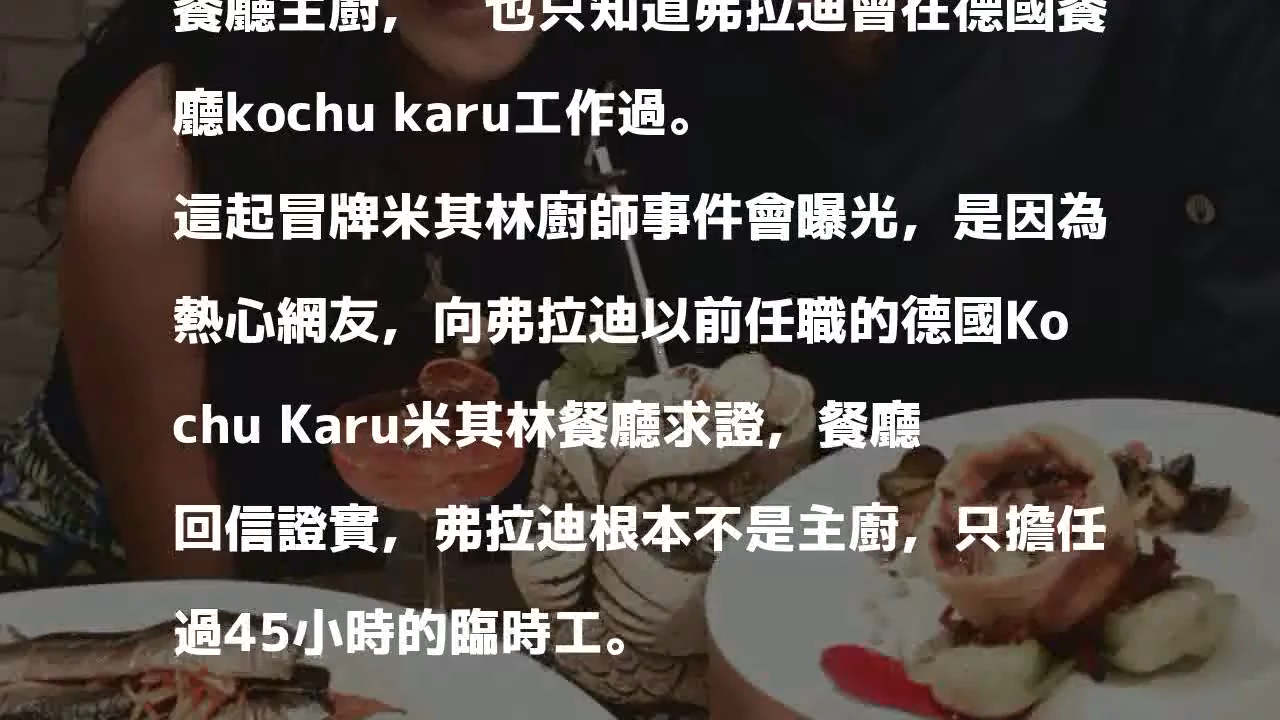 餐廳主廚，　也只知道弗拉迪曾在德國餐
廳kochu karu工作過。
這起冒牌米其林廚師事件會曝光，是因為
熱心網友，向弗拉迪以前任職的德國Ko
chu Karu米其林餐廳求證，餐廳
回信證實，弗拉迪根本不是主廚，只擔任
過45小時的臨時工。